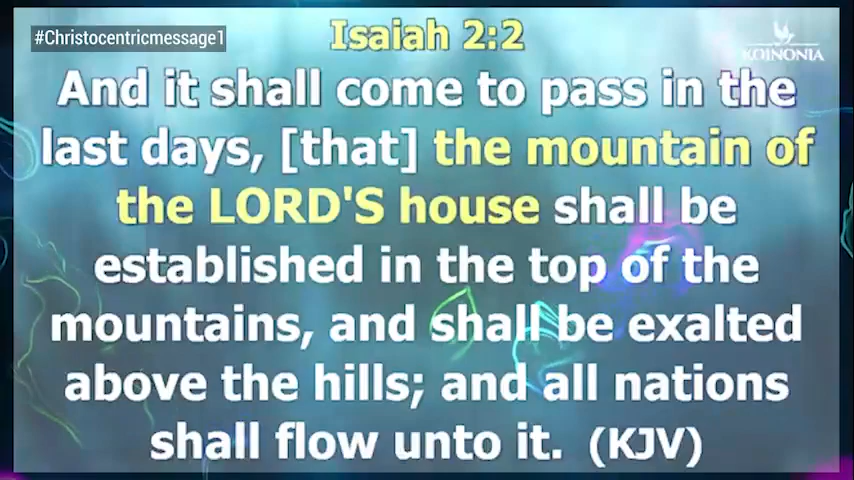 #Christocentricmessage1
Isaiah 2:2
KOINONIA
And it shall come to pass in the
last days, [that] the mountain of
the LORD'S house shall be
established in the top of the
mountains, and shall be exalted
above the hills; and all nations
shall flow unto it. (KJV)